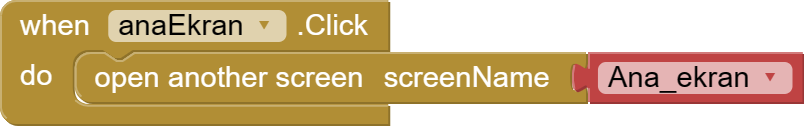 when anaEkran .Click
do open another screen screenName Ana_ekran